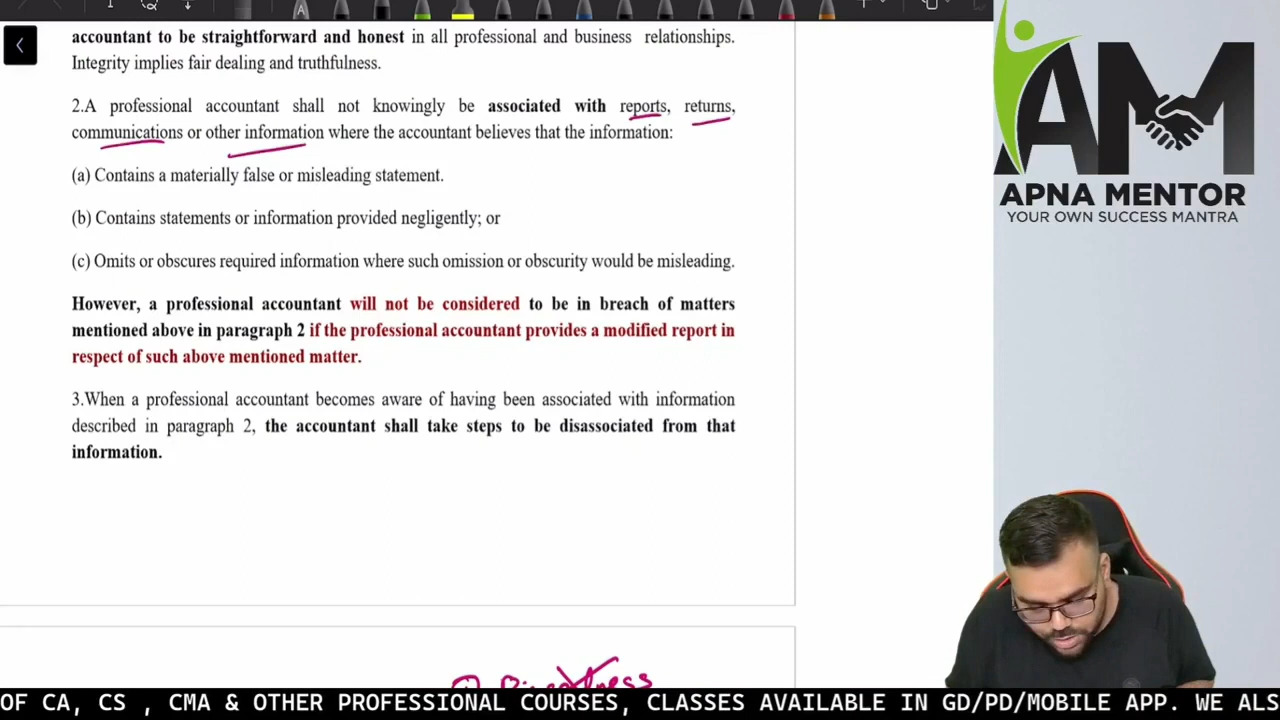 accountant to be straightforward and honest in all professional and business relationships.
Integrity implies fair dealing and truthfulness.
2.A professional accountant shall not knowingly be associated with reports, returns,
communications or other information where the accountant believes that the information:
(a) Contains a materially false or misleading statement.
(b) Contains statements or information provided negligently; or
(c) Omits or obscures required information where such omission or obscurity would be misleading.
However, a professional accountant will not be considered to be in breach of matters
mentioned above in paragraph 2 if the professional accountant provides a modified report in
respect of such above mentioned matter.
3.When a professional accountant becomes aware of having been associated with information
described in paragraph 2, the accountant shall take steps to be disassociated from that
information.
AM
APNA MENTOR
YOUR OWN SUCCESS MANTRA
OF CA, CS , CMA & OTHER PROFESSIONAL COURSES, CLASSES AVAILABLE IN GD/PD/MOBILE APP. WE ALS